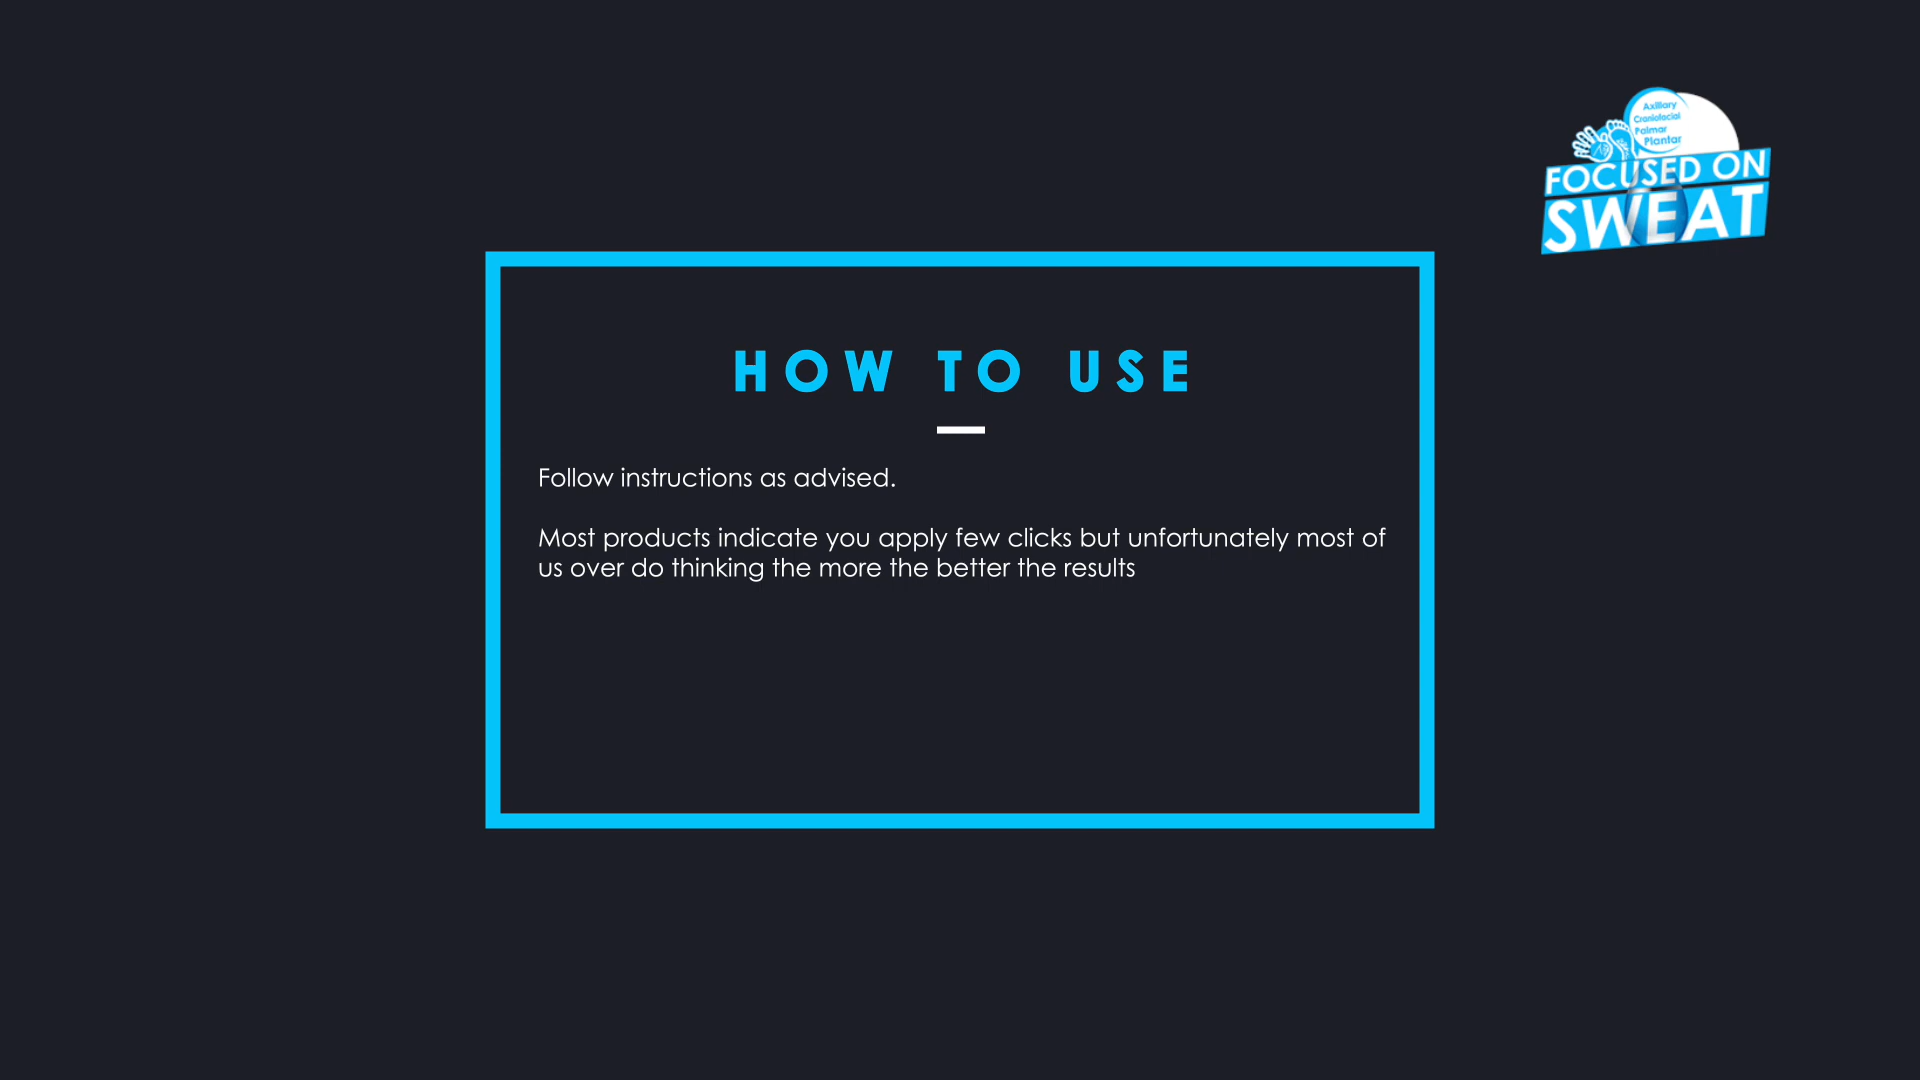 Axillary
Craniofacial
Palmar
Plantar
FOCUSED ON
SWEAT
HOW TO USE
Follow instructions as advised.
Most products indicate you apply few clicks but unfortunately most of
us over do thinking the more the better the results